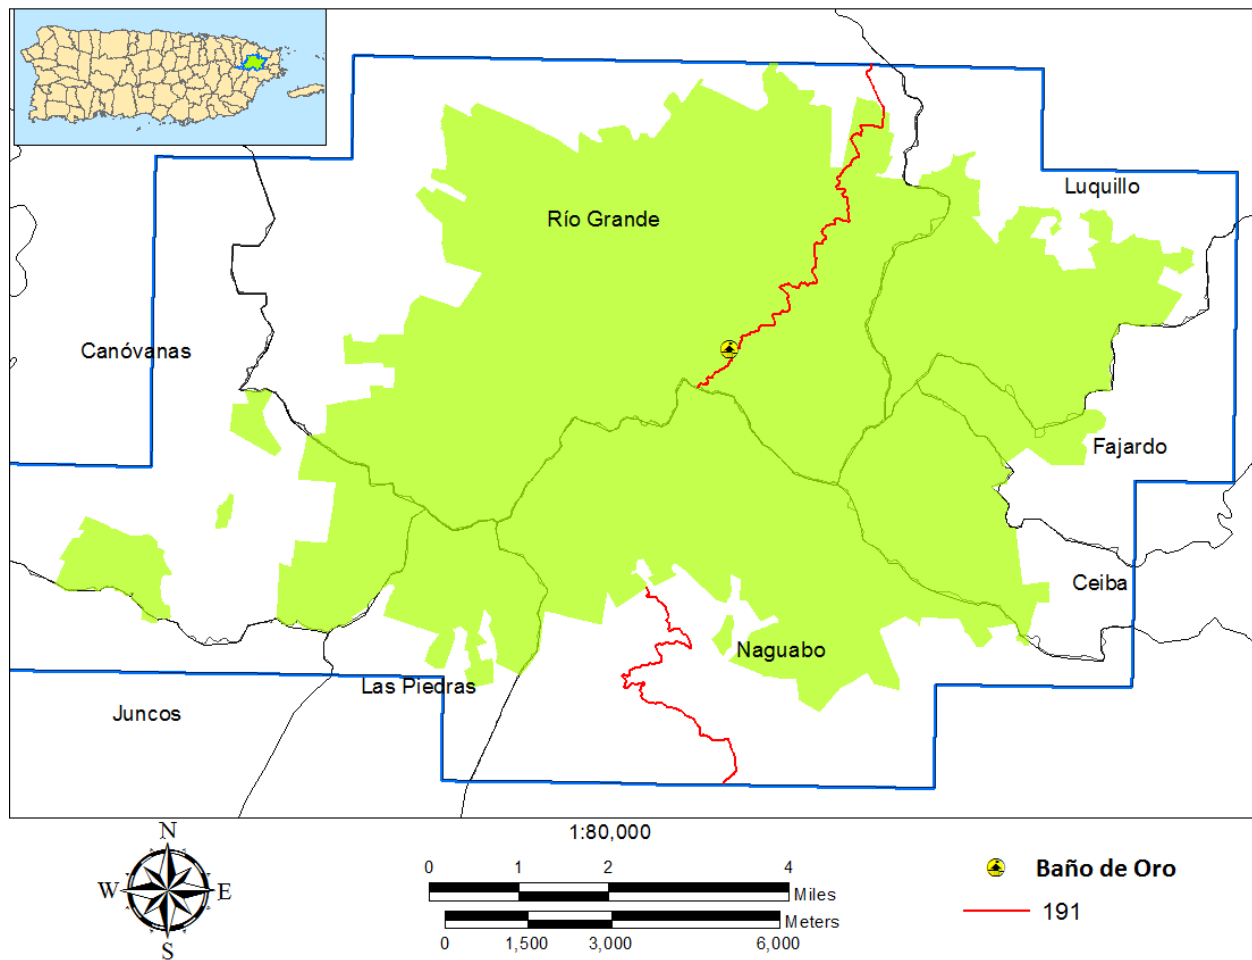 Luquillo
Río Grande
Canóvanas
Fajardo
Ceiba
Naguabo
Las Piedras
Juncos
1:80,000
N
W E
S
0 1 2 4
Miles
Meters
0 1,500 3,000 6,000
Baño de Oro
191